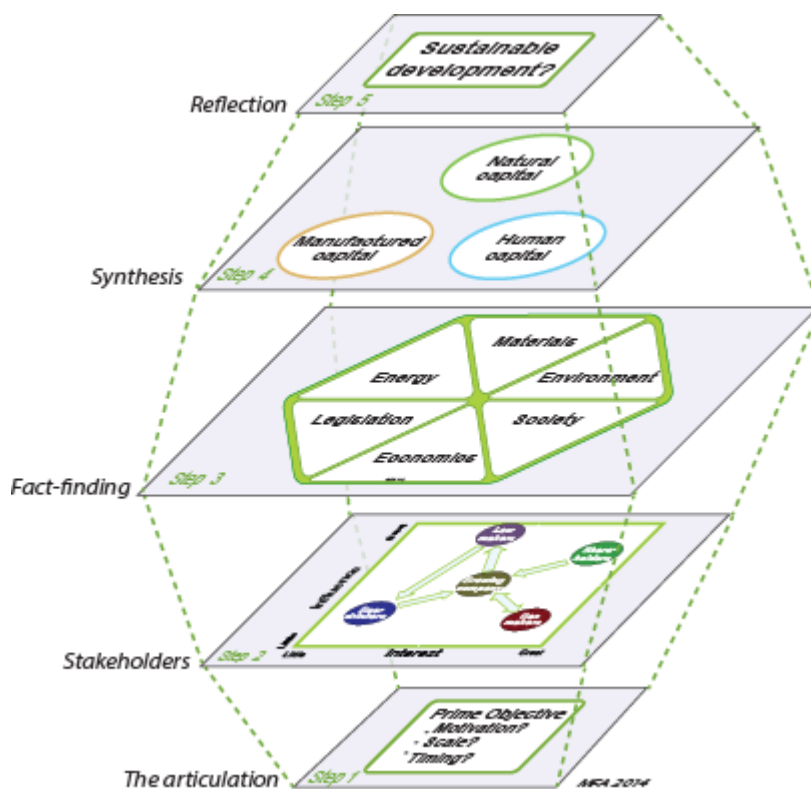 Sustainable
development?
Step 5
Reflection
Natural
capital
Manufactured
capital
Human
capital
Step 4
Synthesis
Materials
Energy
Environment
Legislation
Society
Economics
Step 3
Fact-finding
Great
Law
makers
Share-
holders
Influence
Little
Little
Interest
Great
Step 2
Stakeholders
Prime Objective
- Motivation?
- Scale?
- Timing?
Step 1
The articulation
MFA 2014